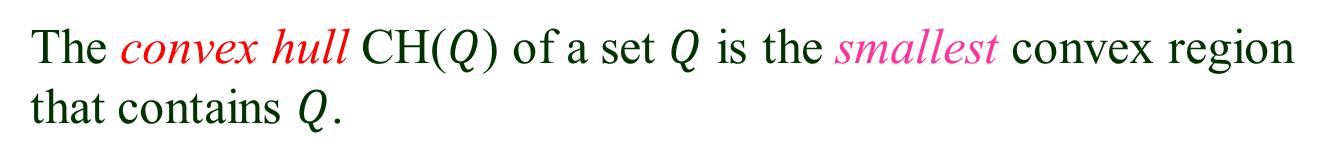 The convex hull CH(Q) of a set Q is the smallest convex region
that contains Q.